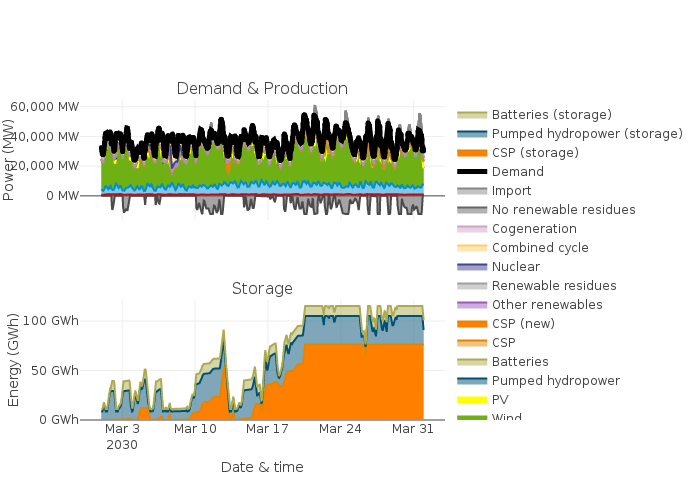 Demand & Production
60,000 MW
40,000 MW
20,000 MW
0 MW
Power (MW)
Storage
100 GWh
50 GWh
0 GWh
Energy (GWh)
Mar 3
2030
Mar 10
Mar 17
Mar 24
Mar 31
Date & time
Batteries (storage)
Pumped hydropower (storage)
CSP (storage)
Demand
Import
No renewable residues
Cogeneration
Combined cycle
Nuclear
Renewable residues
Other renewables
CSP (new)
CSP
Batteries
Pumped hydropower
PV
Wind